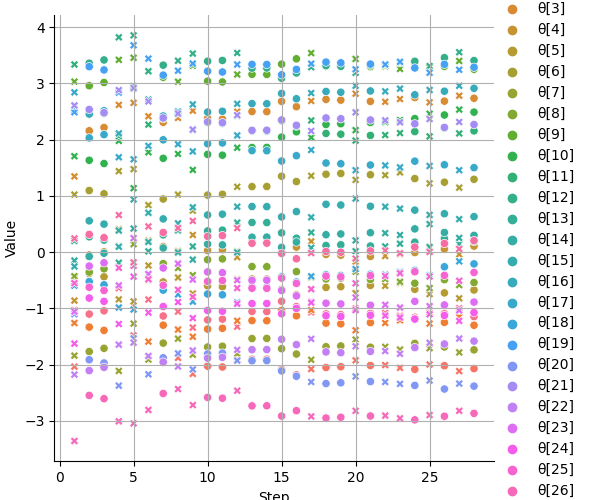 4
3
2
1
0
−1
−2
−3
Value
0
5
10
15
20
25
Step
θ[3]
θ[4]
θ[5]
θ[6]
θ[7]
θ[8]
θ[9]
θ[10]
θ[11]
θ[12]
θ[13]
θ[14]
θ[15]
θ[16]
θ[17]
θ[18]
θ[19]
θ[20]
θ[21]
θ[22]
θ[23]
θ[24]
θ[25]
θ[26]